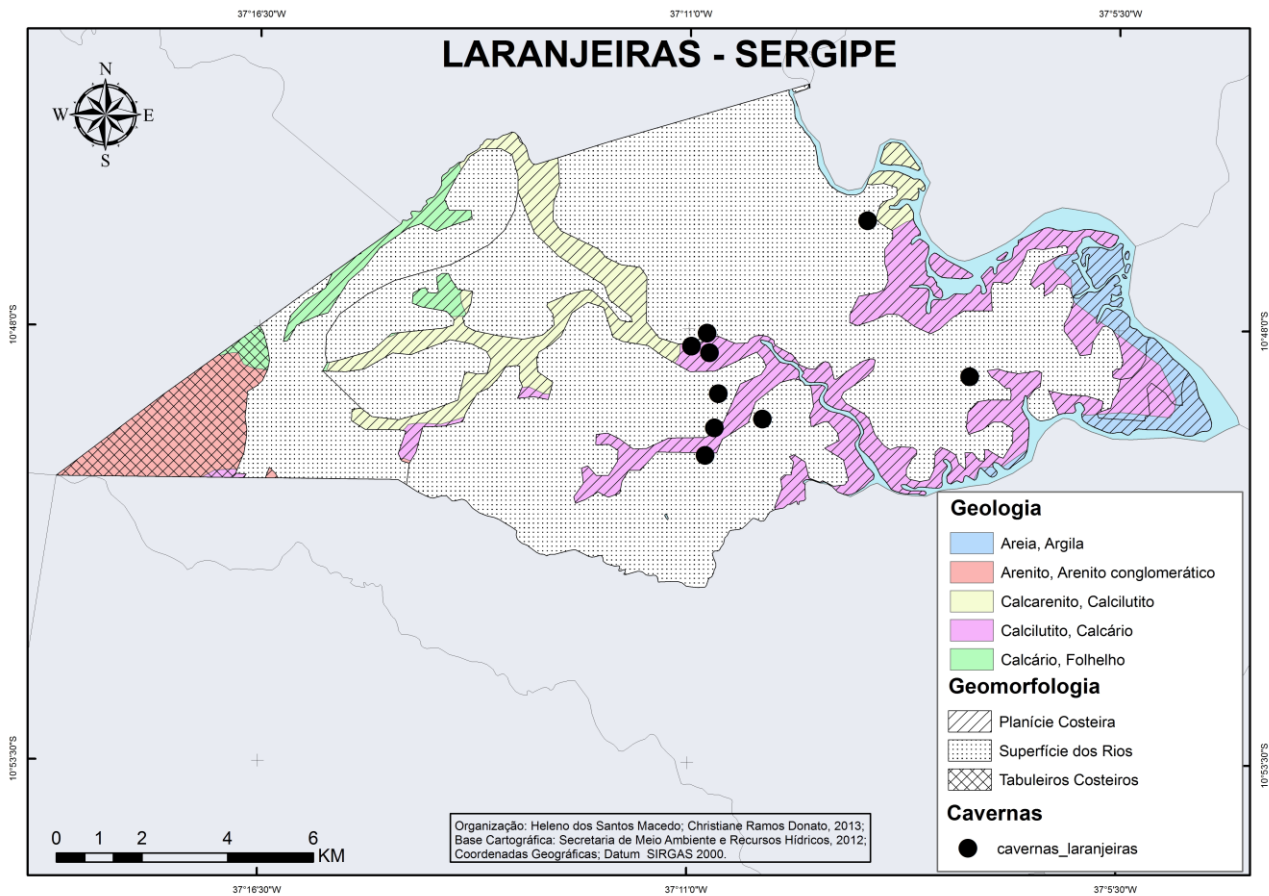 37°16'30"W
37°11'0"W
37°5'30"W
LARANJEIRAS - SERGIPE
N
W
E
S
10°48'0"S
10°48'0"S
Geologia
Areia, Argila
Arenito, Arenito conglomerático
Calcarenito, Calcilutito
Calcilutito, Calcário
Calcário, Folhelho
Geomorfologia
Planície Costeira
Superfície dos Rios
Tabuleiros Costeiros
Cavernas
cavernas_laranjeiras
10°53'30"S
10°53'30"S
0 1 2 4 6
KM
Organização: Heleno dos Santos Macedo; Christiane Ramos Donato, 2013;
Base Cartográfica: Secretaria de Meio Ambiente e Recursos Hídricos, 2012;
Coordenadas Geográficas; Datum SIRGAS 2000.
37°16'30"W
37°11'0"W
37°5'30"W